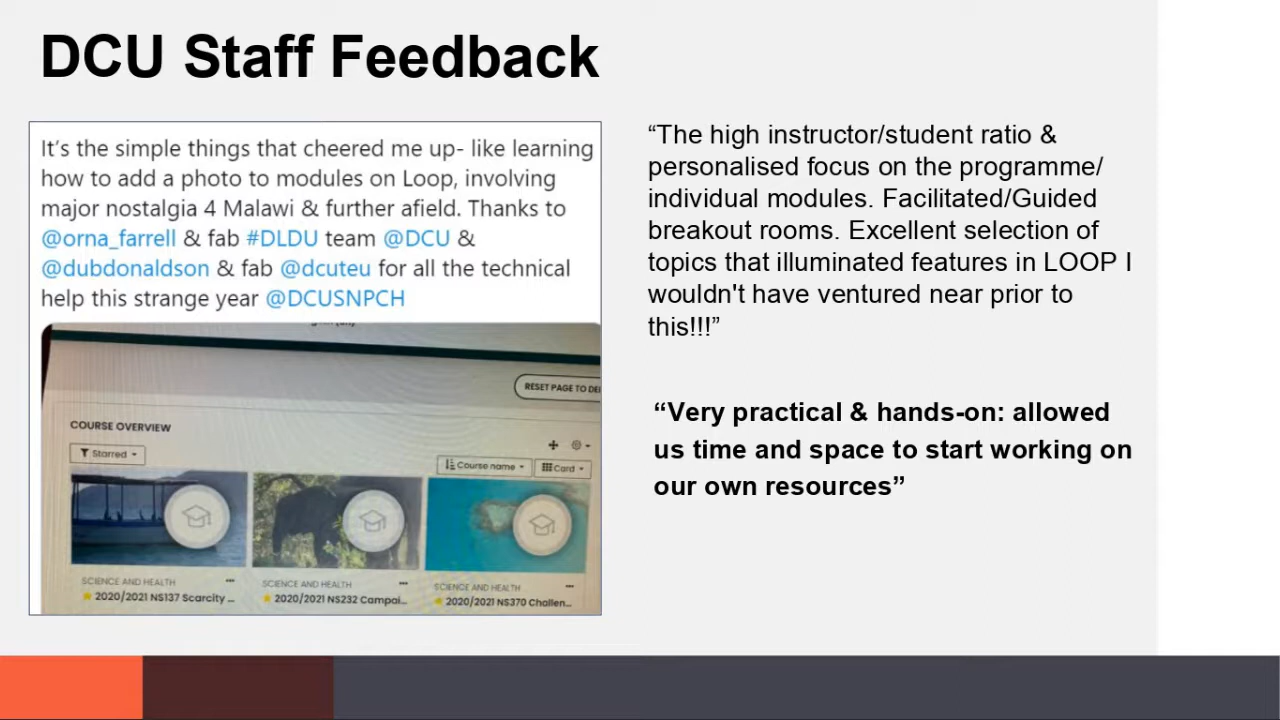 DCU Staff Feedback
It's the simple things that cheered me up- like learning
how to add a photo to modules on Loop, involving
major nostalgia 4 Malawi & further afield. Thanks to
@orna_farrell & fab #DLDU team @DCU &
@dubdonaldson & fab @dcuteu for all the technical
help this strange year @DCUSNPCH
RESET PAGE TO DE
COURSE OVERVIEW
Starred
Course name
Card
SCIENCE AND HEALTH ...
2020/2021 NS137 Scarcity ...
SCIENCE AND HEALTH ...
2020/2021 NS232 Campai...
SCIENCE AND HEALTH ...
2020/2021 NS370 Challen...
“The high instructor/student ratio &
personalised focus on the programme/
individual modules. Facilitated/Guided
breakout rooms. Excellent selection of
topics that illuminated features in LOOP I
wouldn't have ventured near prior to
this!!!”
“Very practical & hands-on: allowed
us time and space to start working on
our own resources”